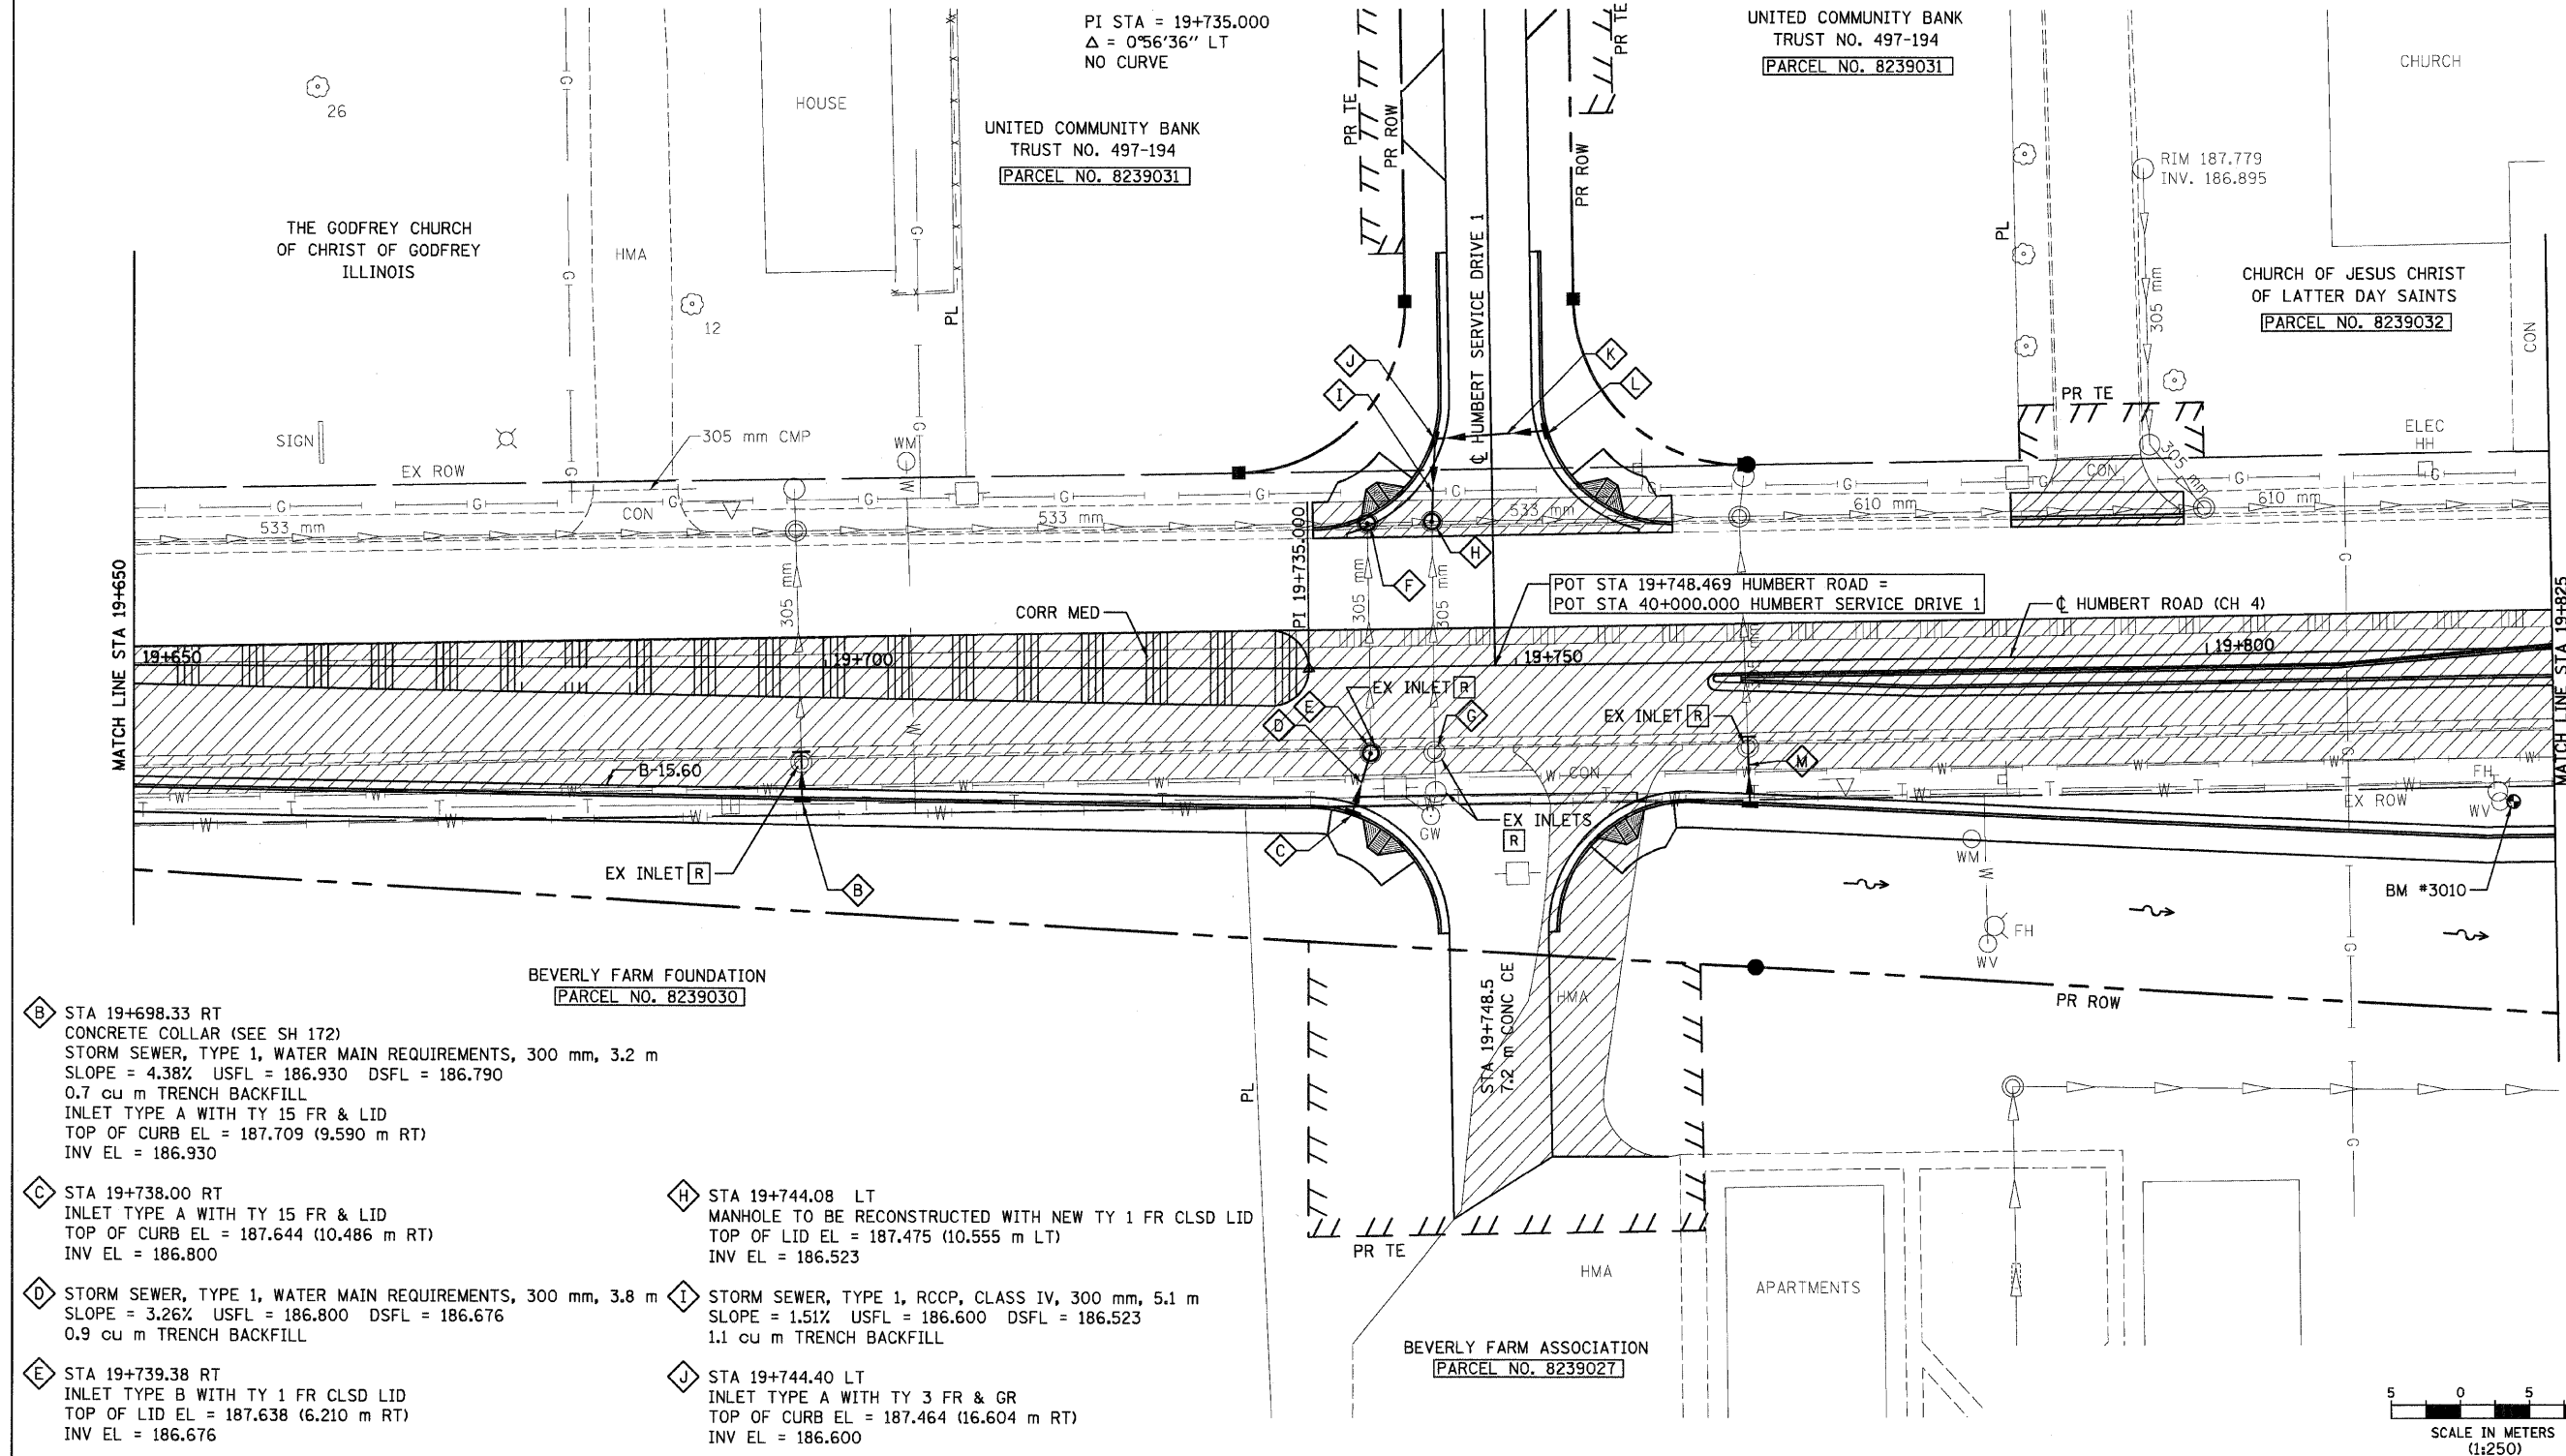 PI STA = 19+735.000
Δ = 0°56'36" LT
NO CURVE
UNITED COMMUNITY BANK
TRUST NO. 497-194
PARCEL NO. 8239031
UNITED COMMUNITY BANK
TRUST NO. 497-194
PARCEL NO. 8239031
CHURCH
HOUSE
26
12
HMA
THE GODFREY CHURCH
OF CHRIST OF GODFREY
ILLINOIS
PL
PR TE
PR ROW
PR TE
PR ROW
℄ HUMBERT SERVICE DRIVE 1
PL
RIM 187.779
INV. 186.895
305 mm
CHURCH OF JESUS CHRIST
OF LATTER DAY SAINTS
PARCEL NO. 8239032
CON
PR TE
ELEC
HH
J
K
I
L
SIGN
305 mm CMP
WM
EX ROW
CON
CON
305 mm
533 mm
533 mm
533 mm
610 mm
610 mm
H
F
305 mm
305 mm
305 mm
PI 19+735.000
MATCH LINE STA 19+650
MATCH LINE STA 19+825
POT STA 19+748.469 HUMBERT ROAD =
POT STA 40+000.000 HUMBERT SERVICE DRIVE 1
℄ HUMBERT ROAD (CH 4)
CORR MED
19+650
19+700
19+750
19+800
EX INLET R
E
G
D
EX INLET R
B-15.60
CON
M
FH
EX ROW
WV
GW
EX INLETS
R
C
WM
EX INLET R
B
BM #3010
FH
WV
PR ROW
HMA
STA 19+748.5
7.2 m CONC CE
BEVERLY FARM FOUNDATION
PARCEL NO. 8239030
PL
PR TE
HMA
APARTMENTS
BEVERLY FARM ASSOCIATION
PARCEL NO. 8239027
B STA 19+698.33 RT
CONCRETE COLLAR (SEE SH 172)
STORM SEWER, TYPE 1, WATER MAIN REQUIREMENTS, 300 mm, 3.2 m
SLOPE = 4.38% USFL = 186.930 DSFL = 186.790
0.7 cu m TRENCH BACKFILL
INLET TYPE A WITH TY 15 FR & LID
TOP OF CURB EL = 187.709 (9.590 m RT)
INV EL = 186.930
C STA 19+738.00 RT
INLET TYPE A WITH TY 15 FR & LID
TOP OF CURB EL = 187.644 (10.486 m RT)
INV EL = 186.800
D STORM SEWER, TYPE 1, WATER MAIN REQUIREMENTS, 300 mm, 3.8 m
SLOPE = 3.26% USFL = 186.800 DSFL = 186.676
0.9 cu m TRENCH BACKFILL
E STA 19+739.38 RT
INLET TYPE B WITH TY 1 FR CLSD LID
TOP OF LID EL = 187.638 (6.210 m RT)
INV EL = 186.676
H STA 19+744.08 LT
MANHOLE TO BE RECONSTRUCTED WITH NEW TY 1 FR CLSD LID
TOP OF LID EL = 187.475 (10.555 m LT)
INV EL = 186.523
I STORM SEWER, TYPE 1, RCCP, CLASS IV, 300 mm, 5.1 m
SLOPE = 1.51% USFL = 186.600 DSFL = 186.523
1.1 cu m TRENCH BACKFILL
J STA 19+744.40 LT
INLET TYPE A WITH TY 3 FR & GR
TOP OF CURB EL = 187.464 (16.604 m RT)
INV EL = 186.600
5 0 5
SCALE IN METERS
(1:250)